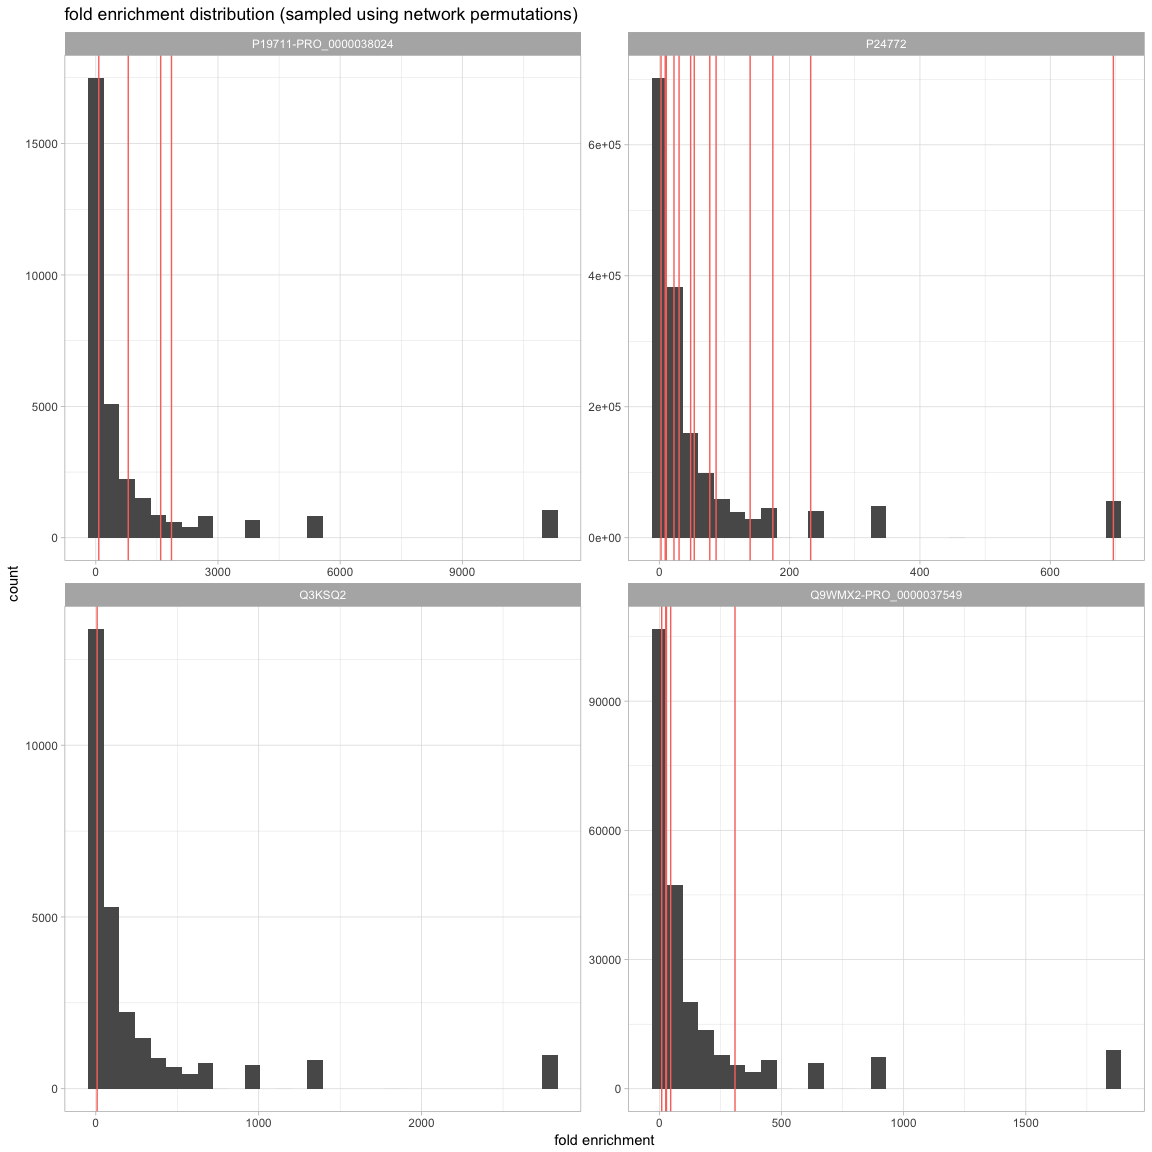 fold enrichment distribution (sampled using network permutations)
P19711-PRO_0000038024
P24772
15000
10000
5000
0
6e+05
4e+05
2e+05
0e+00
0
3000
6000
9000
0
200
400
600
count
Q3KSQ2
Q9WMX2-PRO_0000037549
10000
5000
0
90000
60000
30000
0
0
1000
2000
0
500
1000
1500
fold enrichment